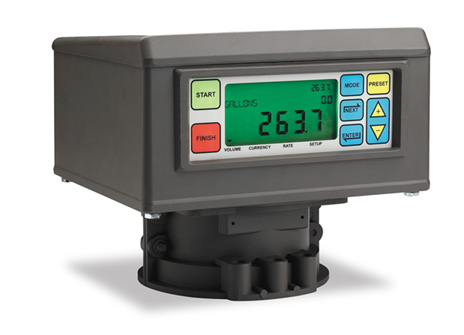 START
FINISH
263.7
GALLONS
0.0
263.7
VOLUME CURRENCY RATE SETUP
MODE
PRESET
NEXT
ENTER